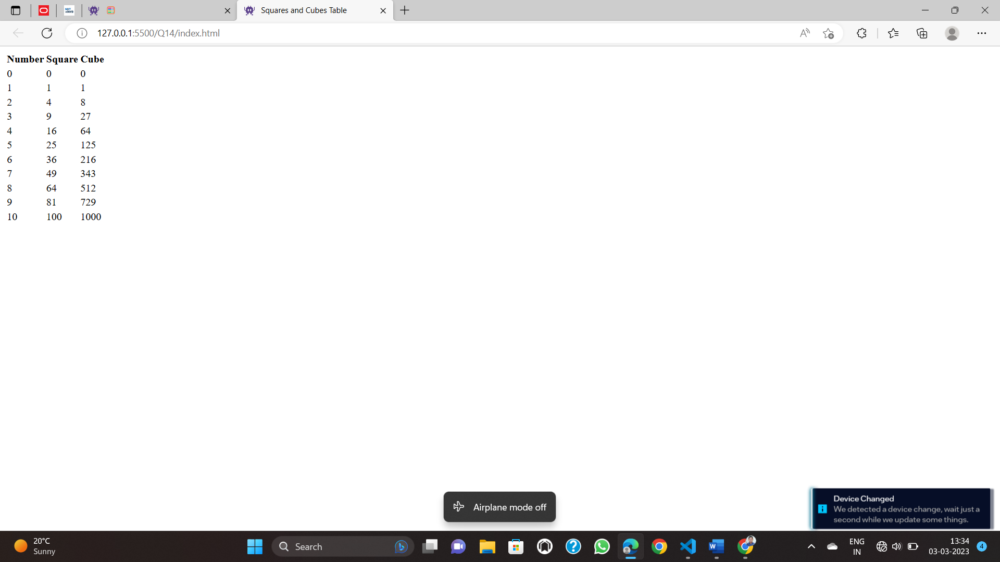 Squares and Cubes Table
127.0.0.1:5500/Q14/index.html
Number Square Cube
0 0 0
1 1 1
2 4 8
3 9 27
4 16 64
5 25 125
6 36 216
7 49 343
8 64 512
9 81 729
10 100 1000
Airplane mode off
Device Changed
We detected a device change, wait just a
second while we update some things.
20°C
Sunny
Search
ENG
IN
13:34
03-03-2023
4